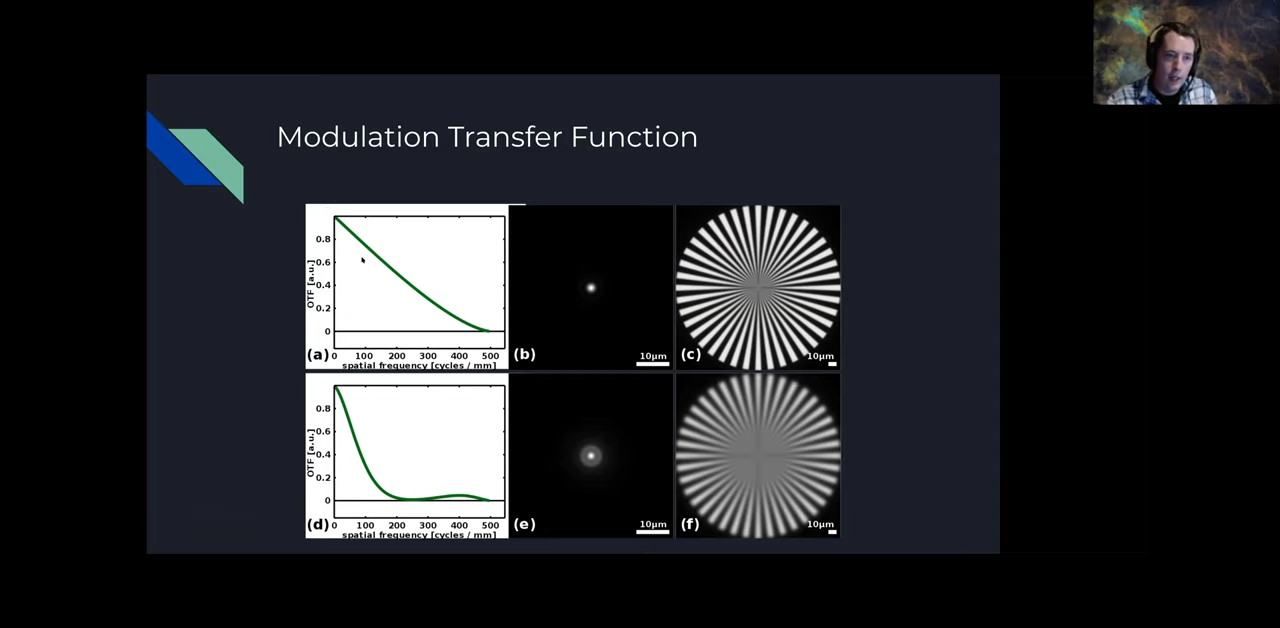 Modulation Transfer Function
OTF [a.u.]
0.8
0.6
0.4
0.2
0
(a) 0 100 200 300 400 500
spatial frequency [cycles / mm]
(b) 10µm
(c) 10µm
OTF [a.u.]
0.8
0.6
0.4
0.2
0
(d) 0 100 200 300 400 500
spatial frequency [cycles / mm]
(e) 10µm
(f) 10µm